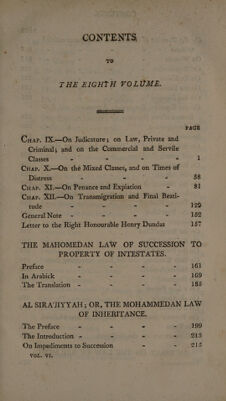 CONTENTS
TO
THE EIGHTH VOLUME.
PAGE
CHAP. IX.—On Judicature; on Law, Private and
Criminal; and on the Commercial and Servile
Classes - - - - 1
CHAP. X.—On the Mixed Classes, and on Times of
Distress - - - - 58
CHAP. XI.—On Penance and Expiation - - 81
CHAP. XII.—On Transmigration and Final Beati-
tude - - - - 129
General Note - - - - 152
Letter to the Right Honourable Henry Dundas 157
THE MAHOMEDAN LAW OF SUCCESSION TO
PROPERTY OF INTESTATES.
Preface - - - - 161
In Arabick - - - - 169
The Translation - - - - 183
AL SIRA'JIYYAH; OR, THE MOHAMMEDAN LAW
OF INHERITANCE.
The Preface - - - - 199
The Introduction - - - - 213
On Impediments to Succession - - 215
VOL. VI.